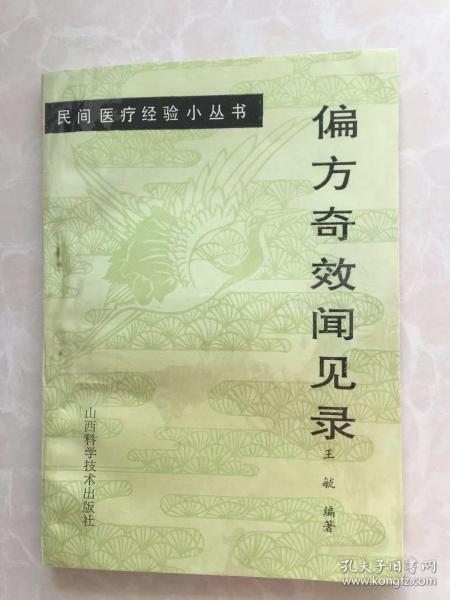 民间医疗经验小丛书
偏方奇效闻见录
王毓 编著
山西科学技术出版社
孔夫子旧书网
www.kongfz.com